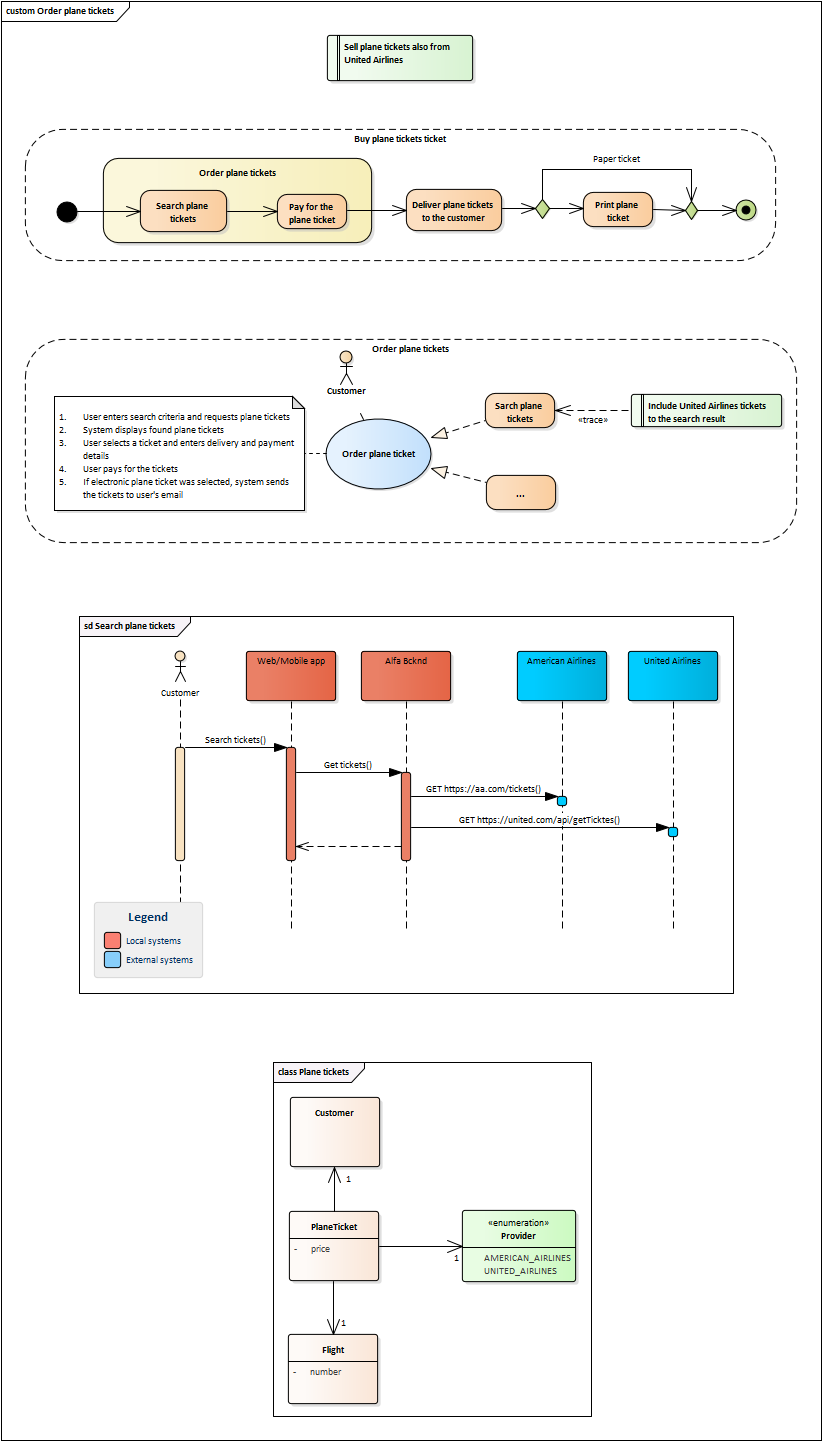 custom Order plane tickets
Sell plane tickets also from
United Airlines
Buy plane tickets ticket
Order plane tickets
Paper ticket
Search plane
tickets
Pay for the
plane ticket
Deliver plane tickets
to the customer
Print plane
ticket
Order plane tickets
Customer
1. User enters search criteria and requests plane tickets
2. System displays found plane tickets
3. User selects a ticket and enters delivery and payment
details
4. User pays for the tickets
5. If electronic plane ticket was selected, system sends
the tickets to user's email
Order plane ticket
Sarch plane
tickets
«trace»
Include United Airlines tickets
to the search result
...
sd Search plane tickets
Customer
Web/Mobile app
Alfa Bcknd
American Airlines
United Airlines
Search tickets()
Get tickets()
GET https://aa.com/tickets()
GET https://united.com/api/getTicktes()
Legend
Local systems
External systems
class Plane tickets
Customer
1
PlaneTicket
- price
1
«enumeration»
Provider
AMERICAN_AIRLINES
UNITED_AIRLINES
1
Flight
- number